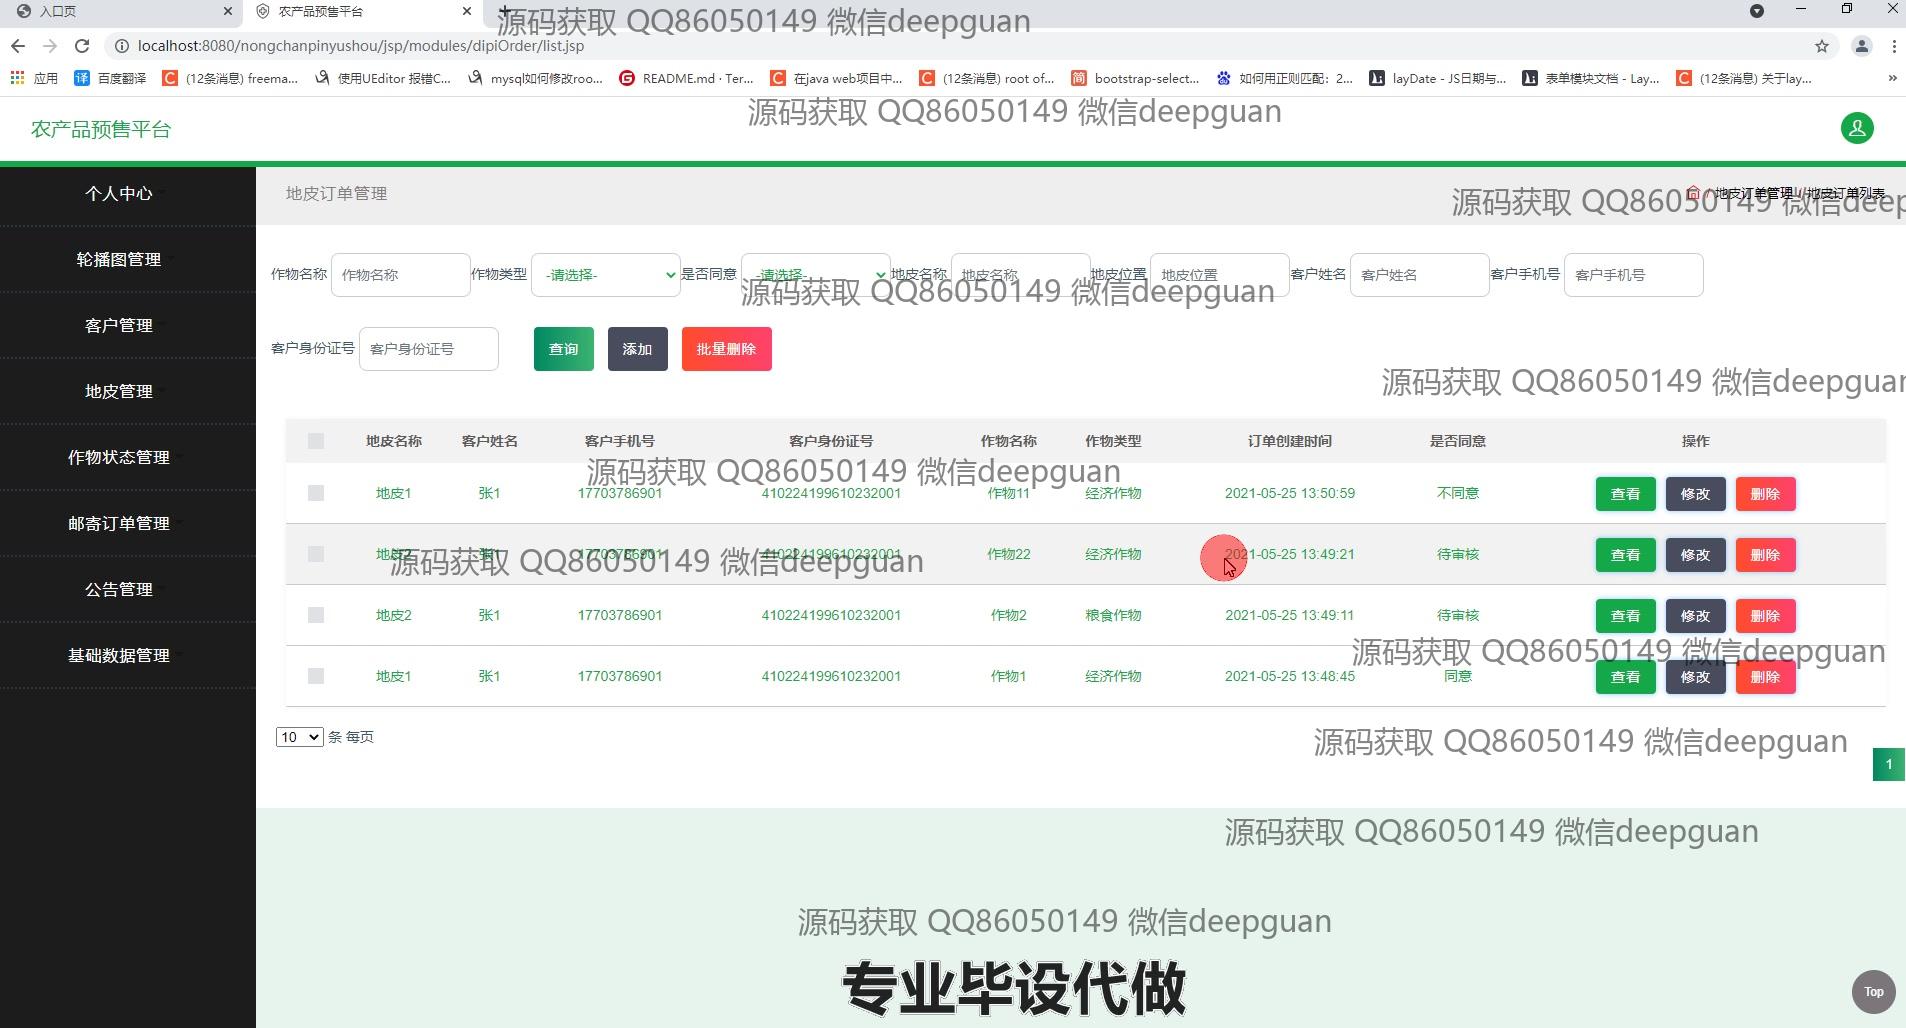 入口页
农产品预售平台
localhost:8080/nongchanpinyushou/jsp/modules/dipiOrder/list.jsp
应用 百度翻译 (12条消息) freema... 使用UEditor 报错C... mysql如何修改roo... README.md · Ter... 在java web项目中... (12条消息) root of... bootstrap-select... 如何用正则匹配：2... layDate - JS日期与... 表单模块文档 - Lay... (12条消息) 关于lay... »
源码获取 QQ86050149 微信deepguan
源码获取 QQ86050149 微信deepguan
农产品预售平台
个人中心
轮播图管理
客户管理
地皮管理
作物状态管理
邮寄订单管理
公告管理
基础数据管理
地皮订单管理
地皮订单管理 / 地皮订单列表
源码获取 QQ86050149 微信deep
作物名称 作物名称 作物类型 -请选择- 是否同意 -请选择- 地皮名称 地皮名称 地皮位置 地皮位置 客户姓名 客户姓名 客户手机号 客户手机号
源码获取 QQ86050149 微信deepguan
客户身份证号 客户身份证号 查询 添加 批量删除
源码获取 QQ86050149 微信deepguan
地皮名称 客户姓名 客户手机号 客户身份证号 作物名称 作物类型 订单创建时间 是否同意 操作
源码获取 QQ86050149 微信deepguan
地皮1 张1 17703786901 410224199610232001 作物11 经济作物 2021-05-25 13:50:59 不同意 查看 修改 删除
地皮2 张1 17703786901 410224199610232001 作物22 经济作物 2021-05-25 13:49:21 待审核 查看 修改 删除
源码获取 QQ86050149 微信deepguan
地皮2 张1 17703786901 410224199610232001 作物2 粮食作物 2021-05-25 13:49:11 待审核 查看 修改 删除
源码获取 QQ86050149 微信deepguan
地皮1 张1 17703786901 410224199610232001 作物1 经济作物 2021-05-25 13:48:45 同意 查看 修改 删除
10 条 每页
源码获取 QQ86050149 微信deepguan
1
源码获取 QQ86050149 微信deepguan
源码获取 QQ86050149 微信deepguan
专业毕设代做
Top